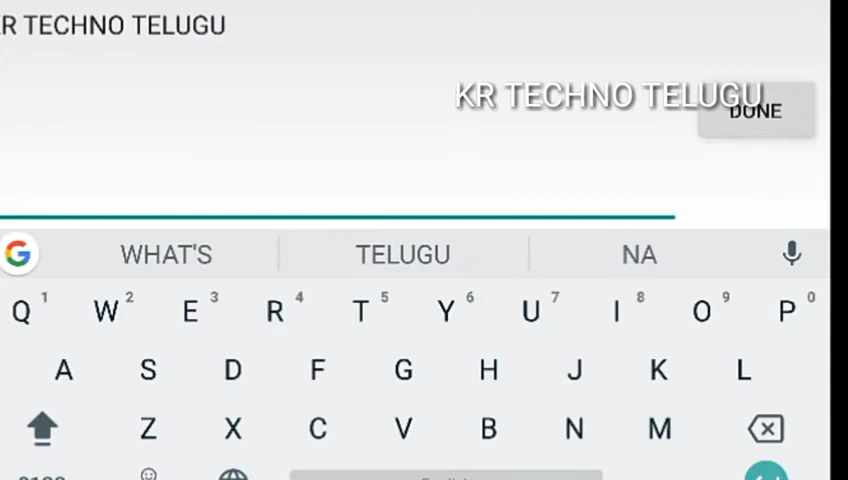 KR TECHNO TELUGU
KR TECHNO TELUGU
DONE
WHAT'S TELUGU NA
Q 1 W 2 E 3 R 4 T 5 Y 6 U 7 I 8 O 9 P 0
A S D F G H J K L
Z X C V B N M